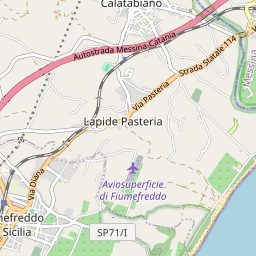 Calatabiano
Autostrada Messina-Catania
Strada Statale 114
Messina
Via Pasteria
Lapide Pasteria
Via Diana
Aviosuperficie
di Fiumefreddo
mefreddo
Sicilia
SP71/I